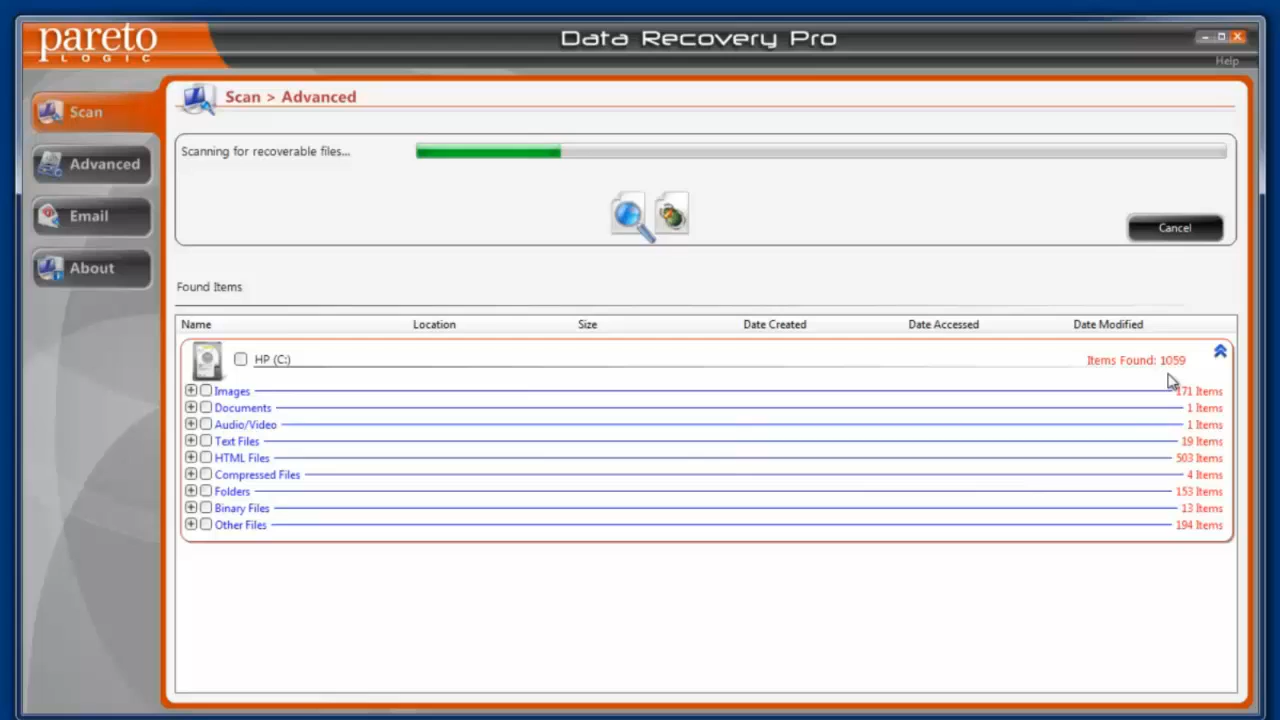 pareto
LOGIC
Data Recovery Pro
Help
Scan
Advanced
Email
About
Scan > Advanced
Scanning for recoverable files...
Cancel
Found Items
Name Location Size Date Created Date Accessed Date Modified
HP (C:) Items Found: 1059
Images 171 Items
Documents 1 Items
Audio/Video 1 Items
Text Files 19 Items
HTML Files 503 Items
Compressed Files 4 Items
Folders 153 Items
Binary Files 13 Items
Other Files 194 Items